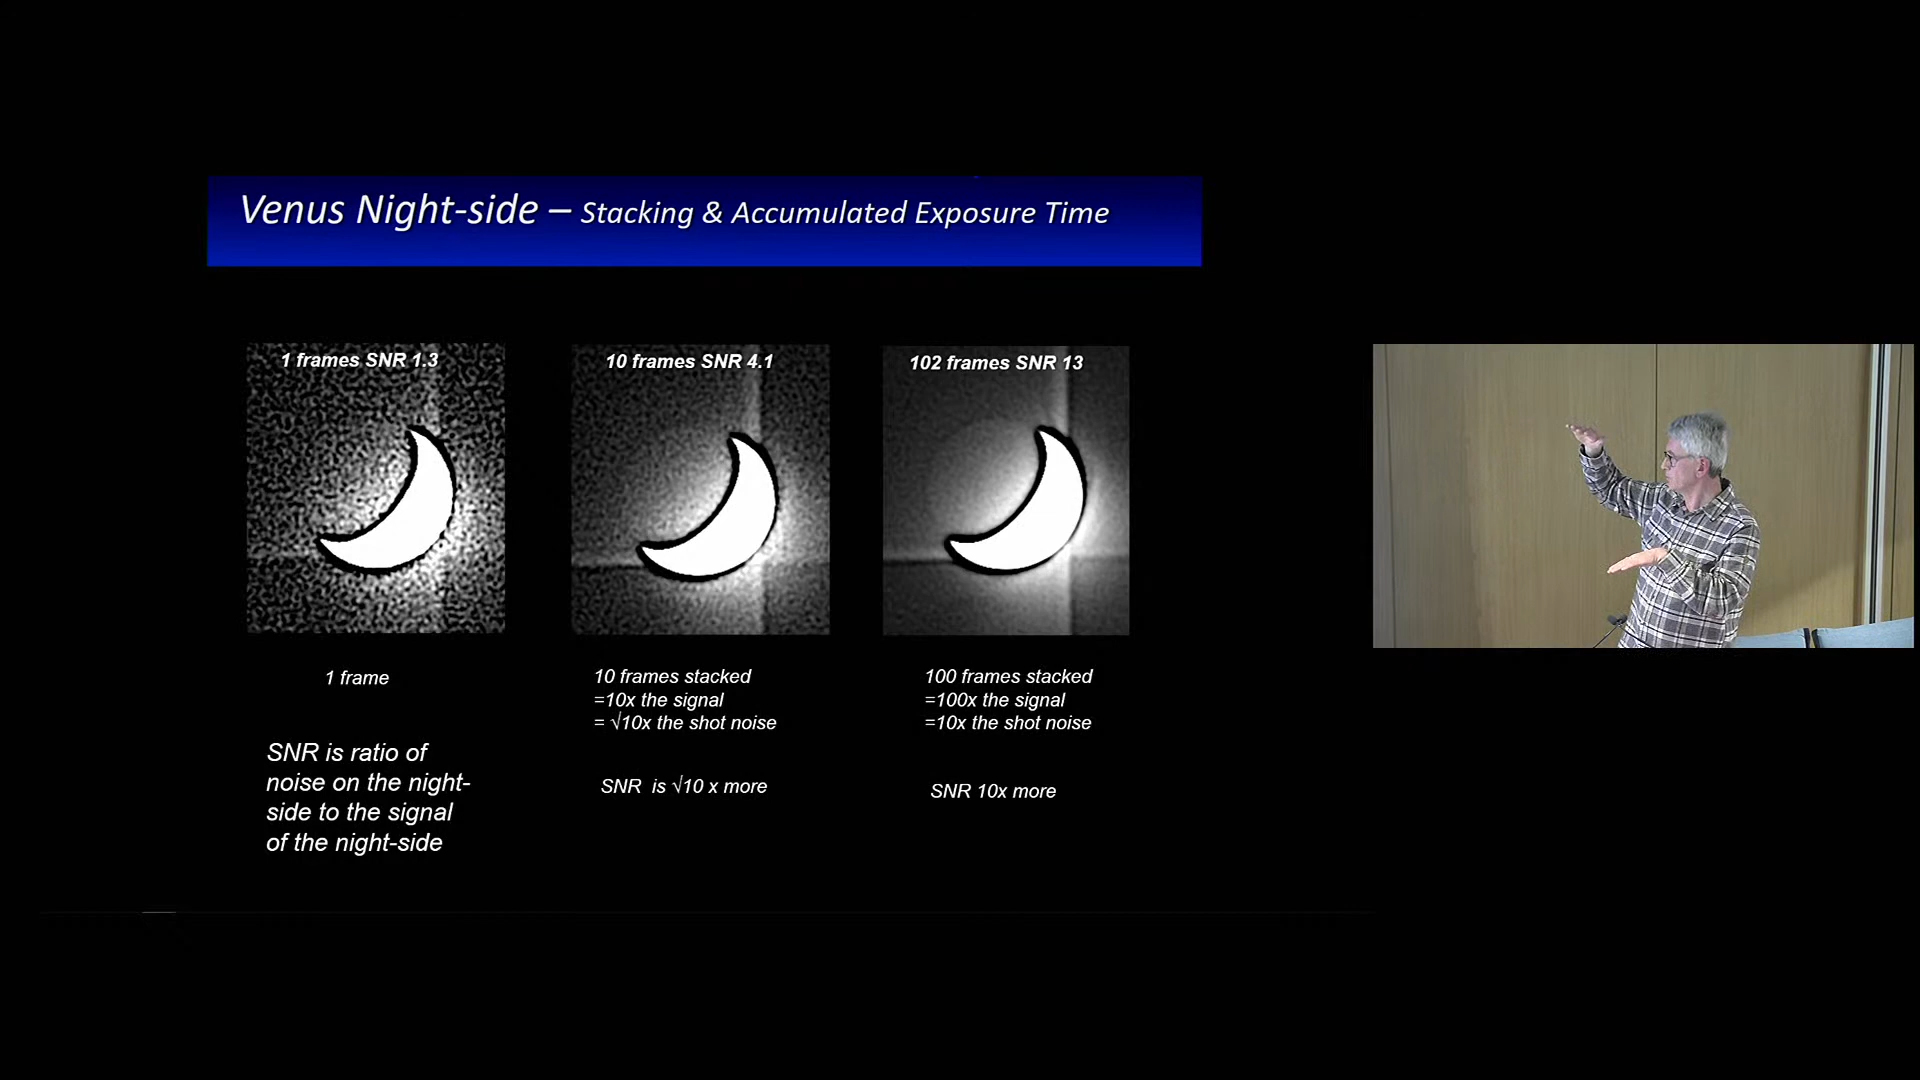 Venus Night-side – Stacking & Accumulated Exposure Time
1 frames SNR 1.3
10 frames SNR 4.1
102 frames SNR 13
1 frame
10 frames stacked
=10x the signal
= √10x the shot noise
100 frames stacked
=100x the signal
=10x the shot noise
SNR is ratio of
noise on the night-
side to the signal
of the night-side
SNR is √10 x more
SNR 10x more